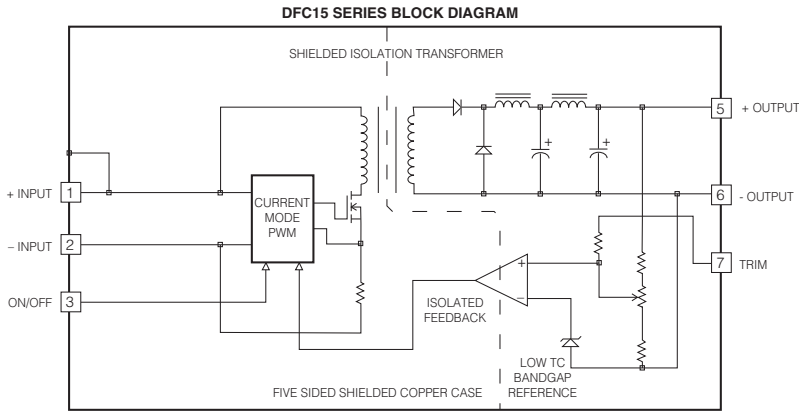 DFC15 SERIES BLOCK DIAGRAM
SHIELDED ISOLATION TRANSFORMER
5 + OUTPUT
+ +
+ INPUT 1
CURRENT
MODE
PWM
6 - OUTPUT
– INPUT 2
+
7 TRIM
ON/OFF 3
–
ISOLATED
FEEDBACK
LOW TC
BANDGAP
REFERENCE
FIVE SIDED SHIELDED COPPER CASE